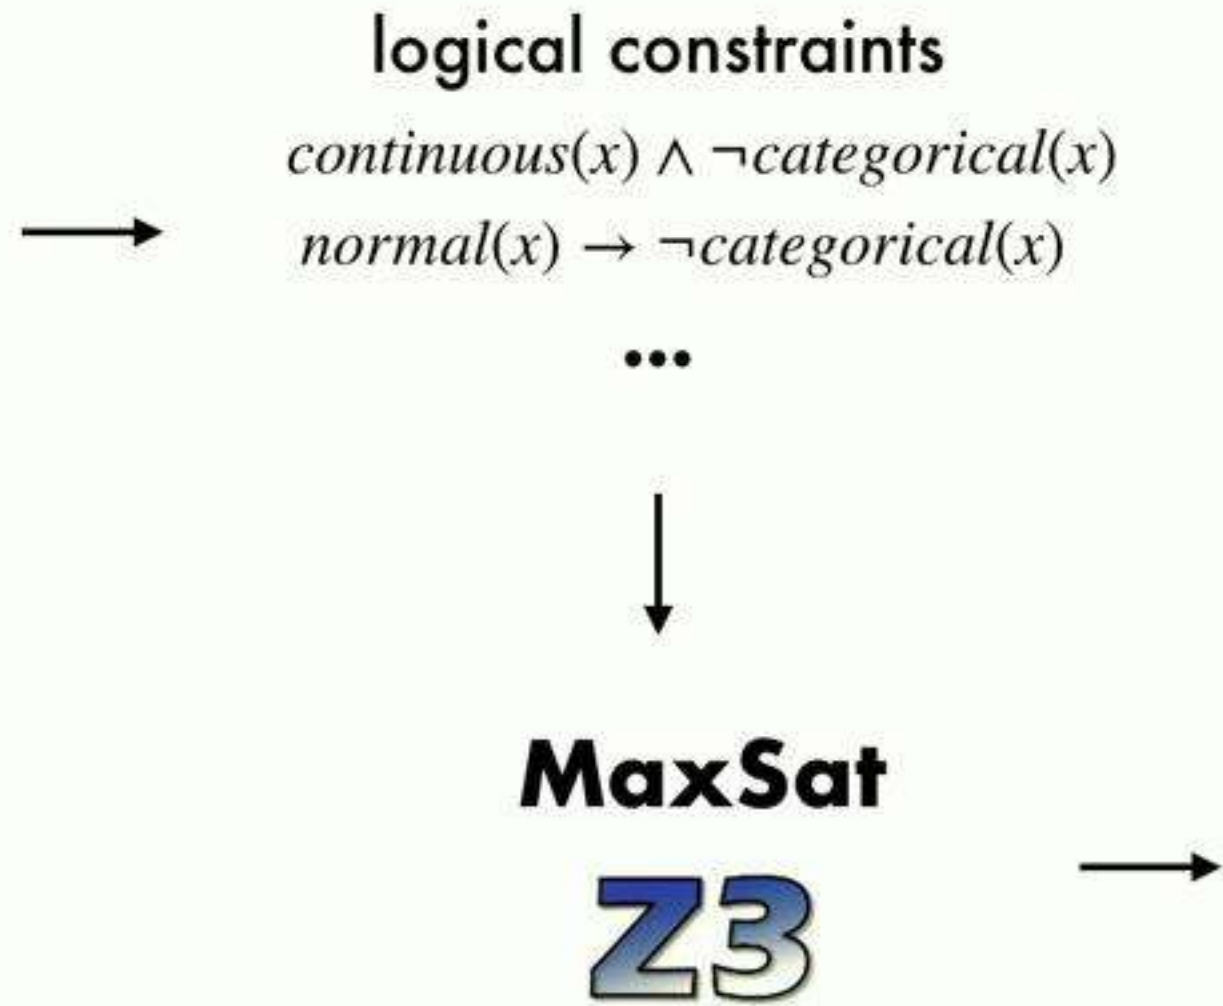 logical constraints
continuous(x) ∧ ¬categorical(x)
normal(x) → ¬categorical(x)
•••
MaxSat
Z3